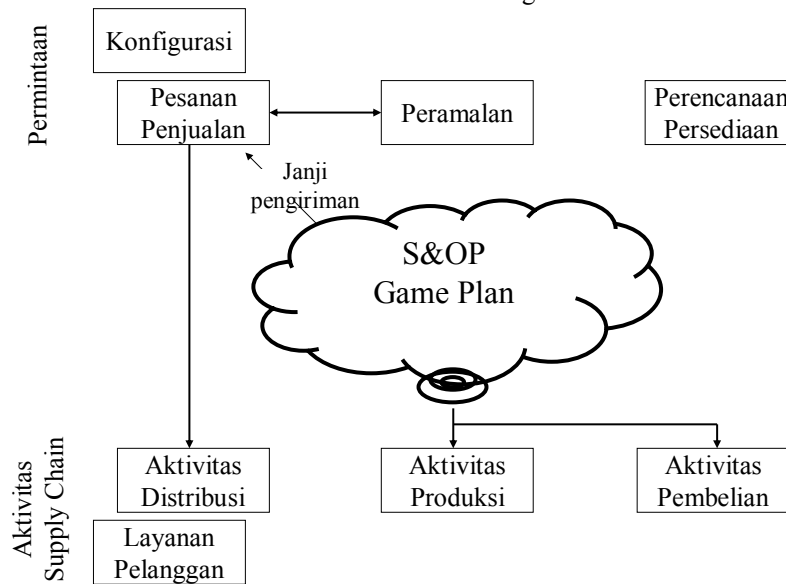 Konfigurasi
Permintaan
Pesanan
Penjualan
Peramalan
Perencanaan
Persediaan
Janji
pengiriman
S&OP
Game Plan
Aktivitas
Supply Chain
Aktivitas
Distribusi
Aktivitas
Produksi
Aktivitas
Pembelian
Layanan
Pelanggan